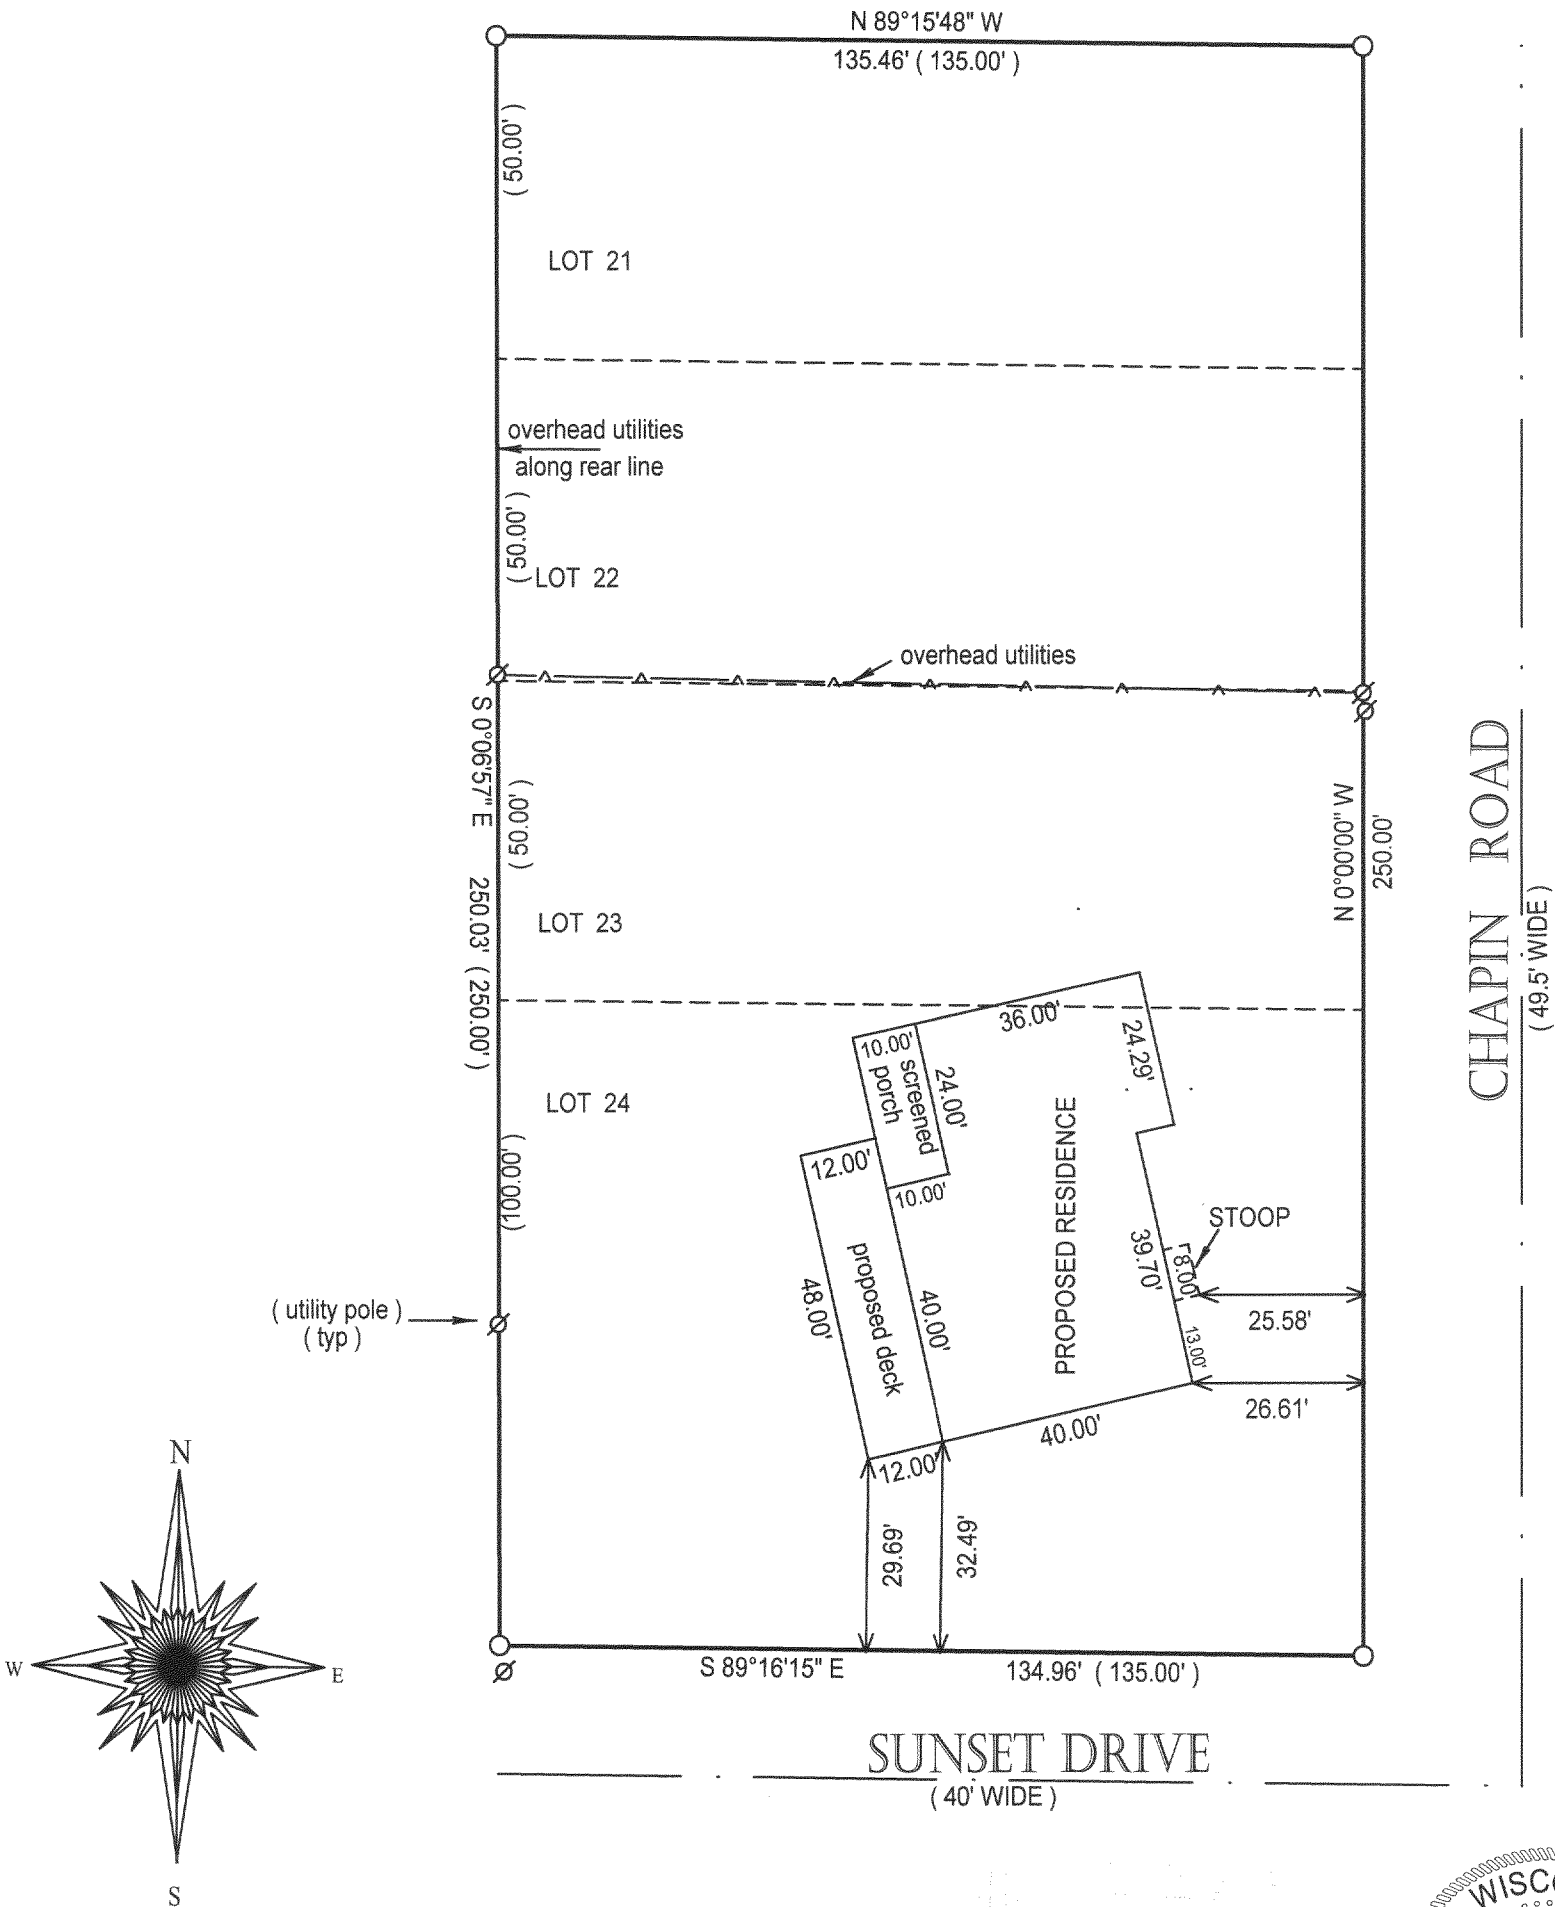 N 89°15'48" W
135.46' ( 135.00' )
( 50.00' )
LOT 21
overhead utilities
along rear line
( 50.00' )
LOT 22
overhead utilities
S 0°06'57" E
250.03' ( 250.00' )
( 50.00' )
N 0°00'00" W
250.00'
CHAPIN ROAD
( 49.5' WIDE )
LOT 23
36.00'
24.29'
10.00'
screened
porch
24.00'
LOT 24
( 100.00' )
12.00'
10.00'
PROPOSED RESIDENCE
STOOP
8.00'
39.70'
25.58'
48.00'
proposed deck
40.00'
13.00'
( utility pole )
( typ )
26.61'
40.00'
12.00'
29.69'
32.49'
N
W
E
S
S 89°16'15" E
134.96' ( 135.00' )
SUNSET DRIVE
( 40' WIDE )
WISC